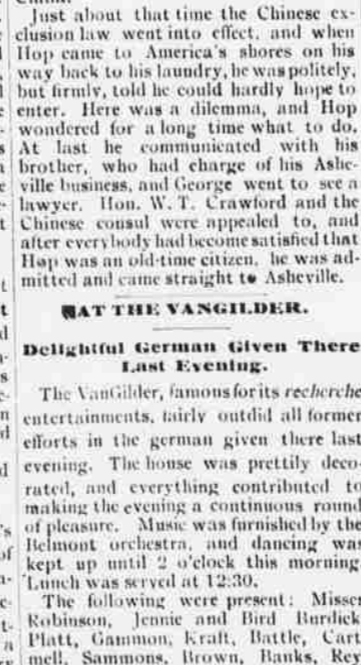 Just about that time the Chinese ex-
clusion law went into effect, and when
Hop came to America's shores on his
way back to his laundry, he was politely,
but firmly, told he could hardly hope to
enter. Here was a dilemma, and Hop
wondered for a long time what to do.
At last he communicated with his
brother, who had charge of his Ashe-
ville business, and George went to see a
lawyer. Hon. W. T. Crawford and the
Chinese consul were appealed to, and
after everybody had become satisfied that
Hop was an old-time citizen, he was ad-
mitted and came straight to Asheville.
AT THE VANGILDER.
Delightful German Given There
Last Evening.
The VanGilder, famous for its recherche
entertainments, fairly outdid all former
efforts in the german given there last
evening. The house was prettily deco-
rated, and everything contributed to
making the evening a continuous round
of pleasure. Music was furnished by the
Belmont orchestra, and dancing was
kept up until 2 o'clock this morning.
Lunch was served at 12:30.
The following were present: Misses
Robinson, Jennie and Bird Burdick,
Platt, Gammon, Kraft, Battle, Cart
mell, Sammons, Brown, Banks, Rey